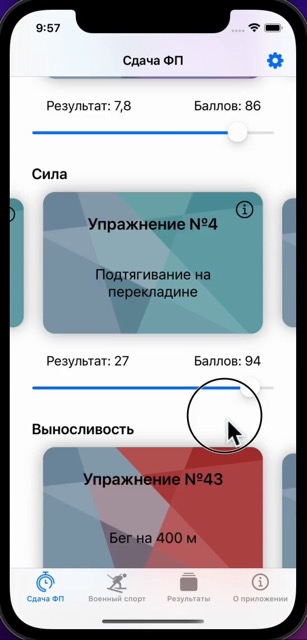 9:57
Сдача ФП
Результат: 7,8 Баллов: 86
Сила
Упражнение №4
Подтягивание на
перекладине
Результат: 27 Баллов: 94
Выносливость
Упражнение №43
Бег на 400 м
Сдача ФП Военный спорт Результаты О приложении